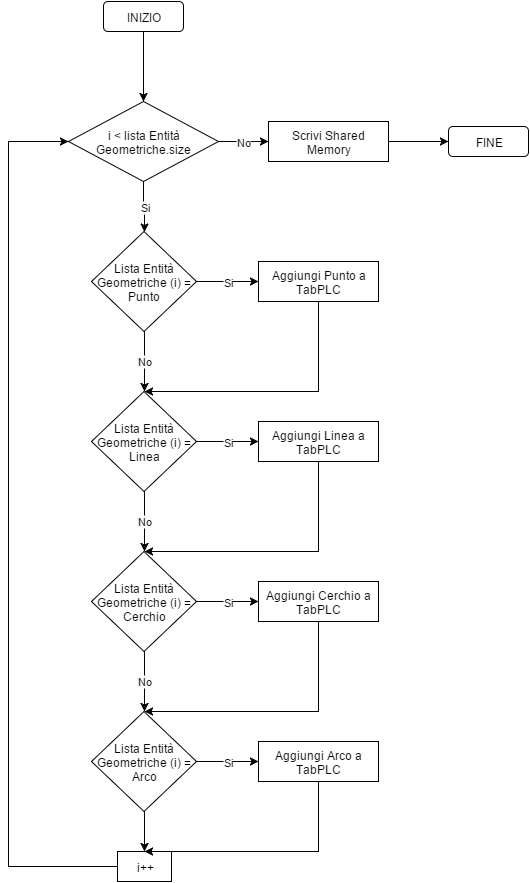 INIZIO
i < lista Entità
Geometriche.size
No
Scrivi Shared
Memory
FINE
Si
Lista Entità
Geometriche (i) =
Punto
Si
Aggiungi Punto a
TabPLC
No
Lista Entità
Geometriche (i) =
Linea
Si
Aggiungi Linea a
TabPLC
No
Lista Entità
Geometriche (i) =
Cerchio
Si
Aggiungi Cerchio a
TabPLC
No
Lista Entità
Geometriche (i) =
Arco
Si
Aggiungi Arco a
TabPLC
i++